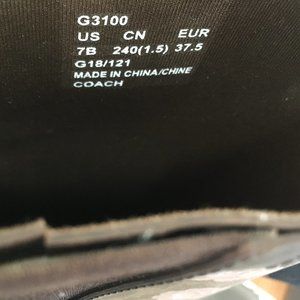 G3100
US CN EUR
7B 240(1.5) 37.5
G18/121
MADE IN CHINA/CHINE
COACH